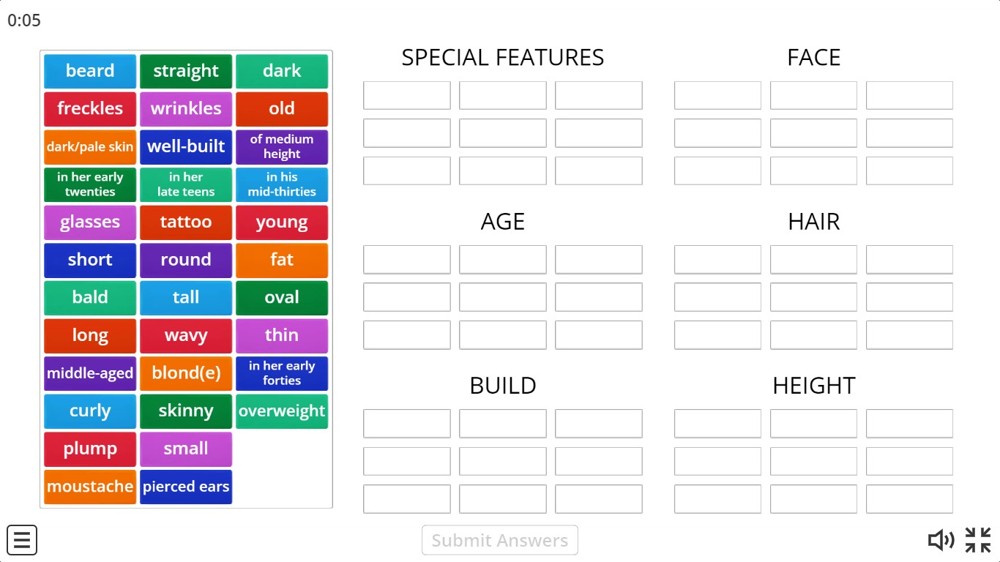 0:05
beard straight dark
freckles wrinkles old
dark/pale skin well-built of medium
height
in her early
twenties
in her
late teens
in his
mid-thirties
glasses tattoo young
short round fat
bald tall oval
long wavy thin
middle-aged blond(e) in her early
forties
curly skinny overweight
plump small
moustache pierced ears
SPECIAL FEATURES
FACE
AGE
HAIR
BUILD
HEIGHT
Submit Answers